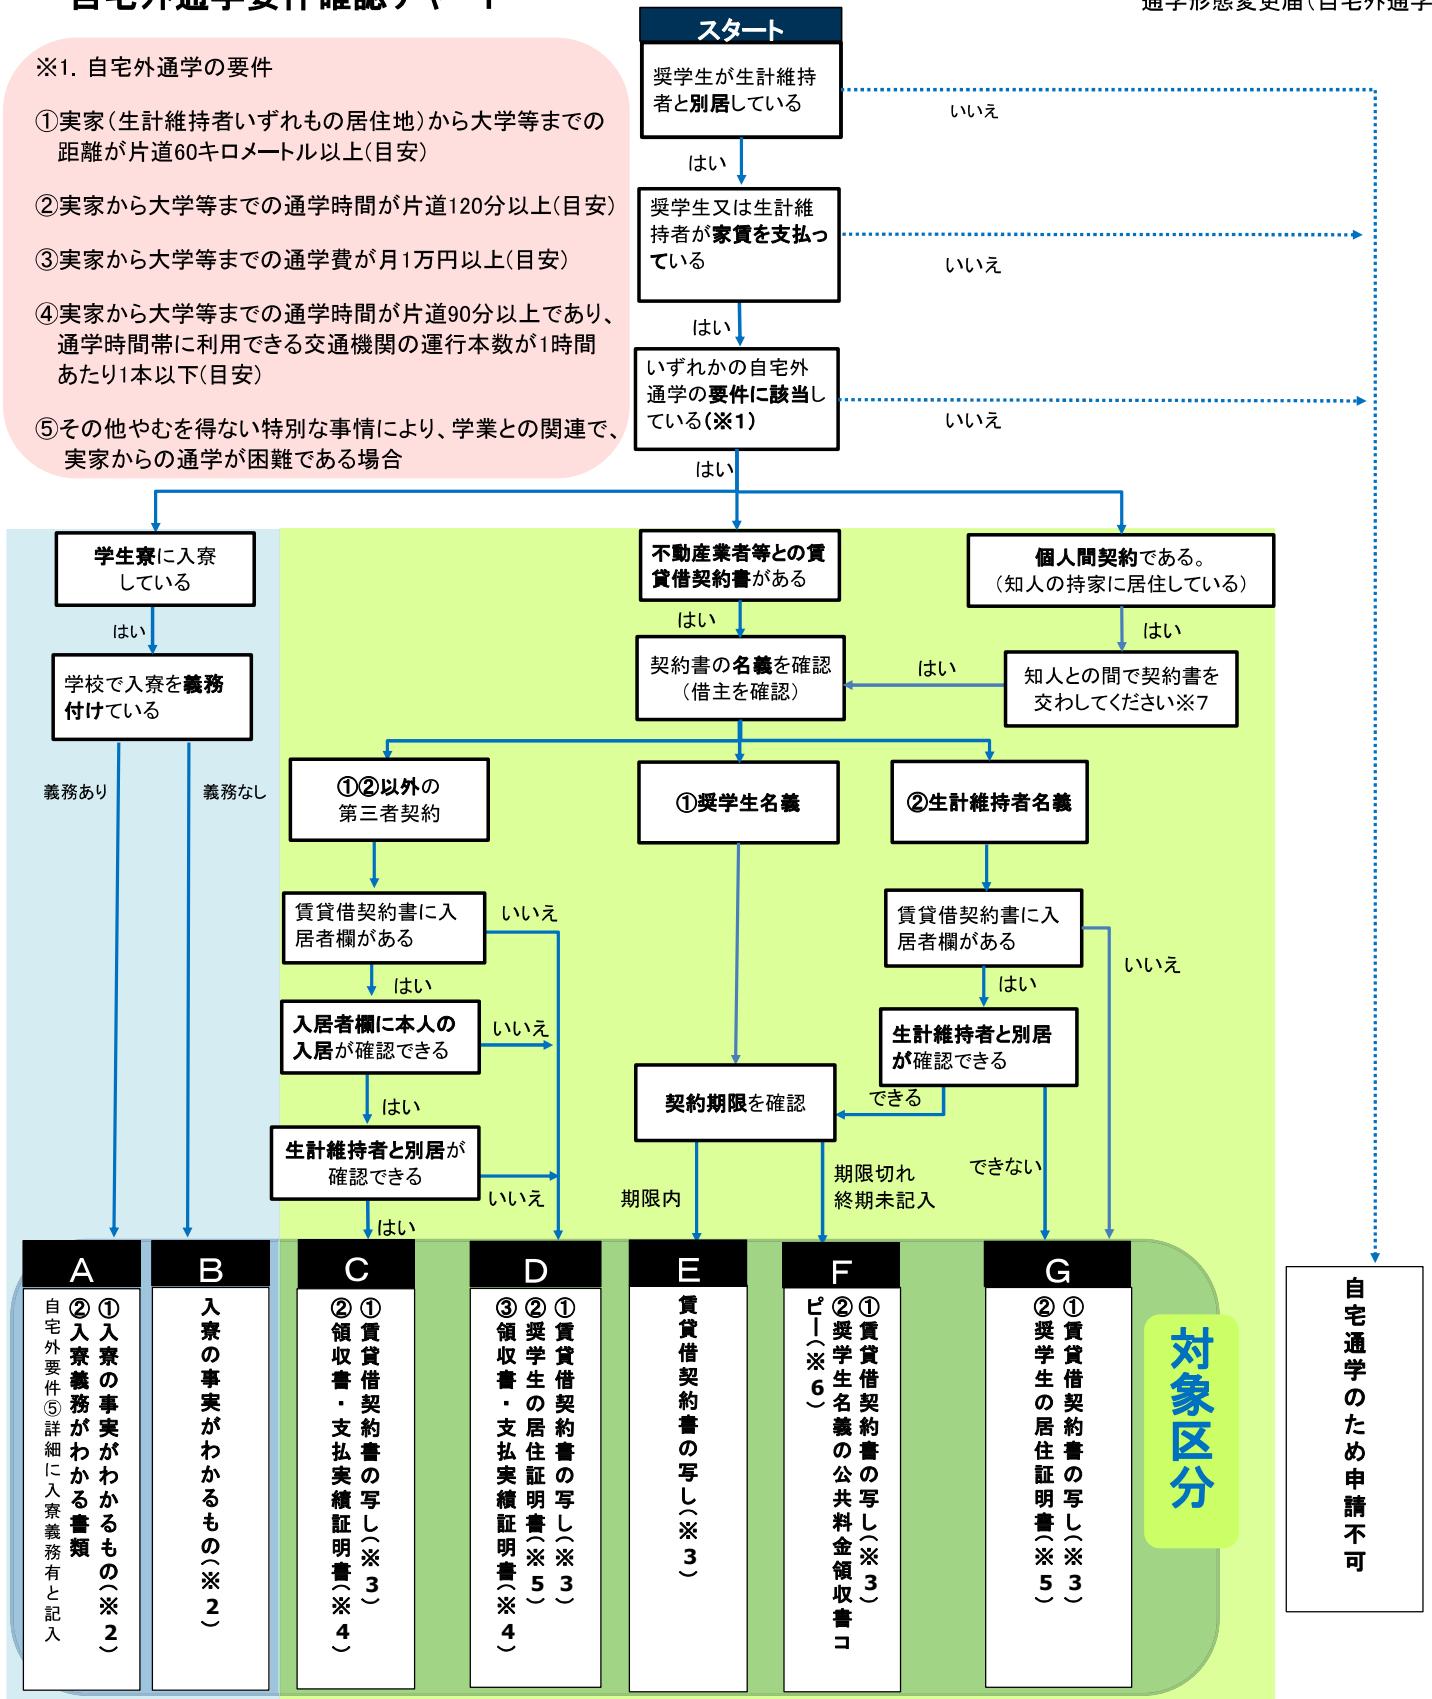 自宅外通学要件確認チャート
通学形態変更届（自宅外通学
※1．自宅外通学の要件
①実家（生計維持者いずれもの居住地）から大学等までの
距離が片道60キロメートル以上(目安)
②実家から大学等までの通学時間が片道120分以上(目安)
③実家から大学等までの通学費が月1万円以上(目安)
④実家から大学等までの通学時間が片道90分以上であり、
通学時間帯に利用できる交通機関の運行本数が1時間
あたり1本以下(目安)
⑤その他やむを得ない特別な事情により、学業との関連で、
実家からの通学が困難である場合
スタート
奨学生が生計維持
者と別居している
いいえ
はい
奨学生又は生計維
持者が家賃を支払っ
ている
いいえ
はい
いずれかの自宅外
通学の要件に該当し
ている(※1)
いいえ
はい
学生寮に入寮
している
はい
学校で入寮を義務
付けている
義務あり
義務なし
不動産業者等との賃
貸借契約書がある
はい
契約書の名義を確認
（借主を確認）
個人間契約である。
（知人の持家に居住している）
はい
知人との間で契約書を
交わしてください※7
はい
①②以外の
第三者契約
①奨学生名義
②生計維持者名義
賃貸借契約書に入
居者欄がある
いいえ
はい
入居者欄に本人の
入居が確認できる
いいえ
はい
生計維持者と別居が
確認できる
いいえ
はい
賃貸借契約書に入
居者欄がある
いいえ
はい
生計維持者と別居
が確認できる
できる
できない
契約期限を確認
期限内
期限切れ
終期未記入
A
①入寮の事実がわかるもの(※2)
②入寮義務がわかる書類
自宅外要件⑤詳細に入寮義務有と記入
B
入寮の事実がわかるもの(※2)
C
①賃貸借契約書の写し(※3)
②領収書・支払実績証明書(※4)
D
①賃貸借契約書の写し(※3)
②奨学生の居住証明書(※5)
③領収書・支払実績証明書(※4)
E
賃貸借契約書の写し(※3)
F
①賃貸借契約書の写し(※3)
②奨学生名義の公共料金領収書コ
ピー(※6)
G
①賃貸借契約書の写し(※3)
②奨学生の居住証明書(※5)
対象区分
自宅通学のため申請不可